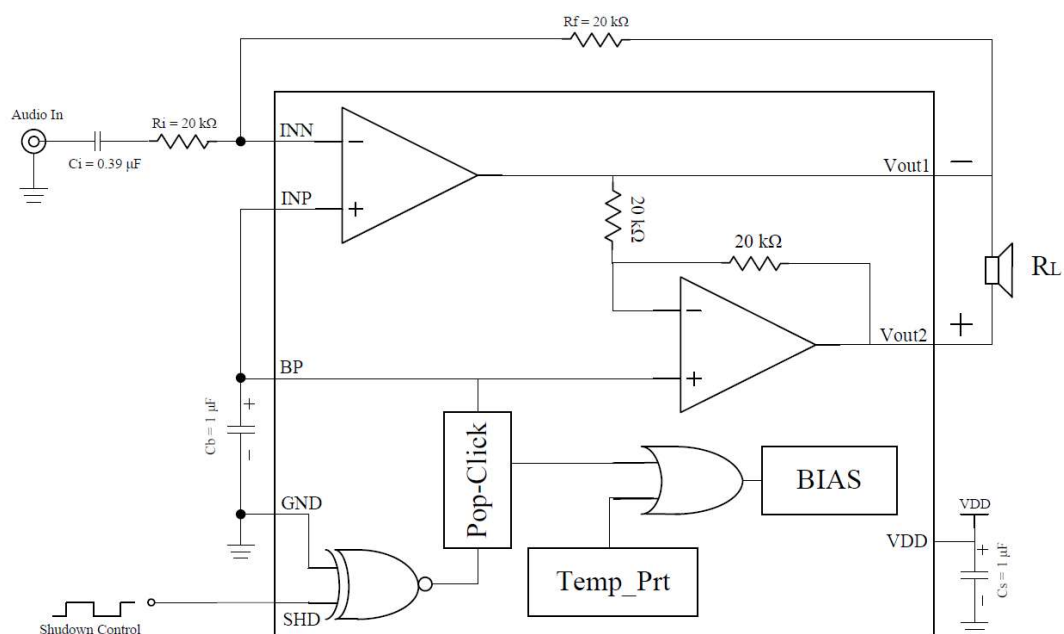 Rf = 20 kΩ
Audio In
Ri = 20 kΩ
Ci = 0.39 µF
INN
−
INP
+
Vout1
−
20 kΩ
20 kΩ
RL
−
+
Vout2
+
BP
Cb = 1 µF
+
−
Pop-Click
BIAS
GND
VDD
VDD
Temp_Prt
Cs = 1 µF
+
−
SHD
Shudown Control